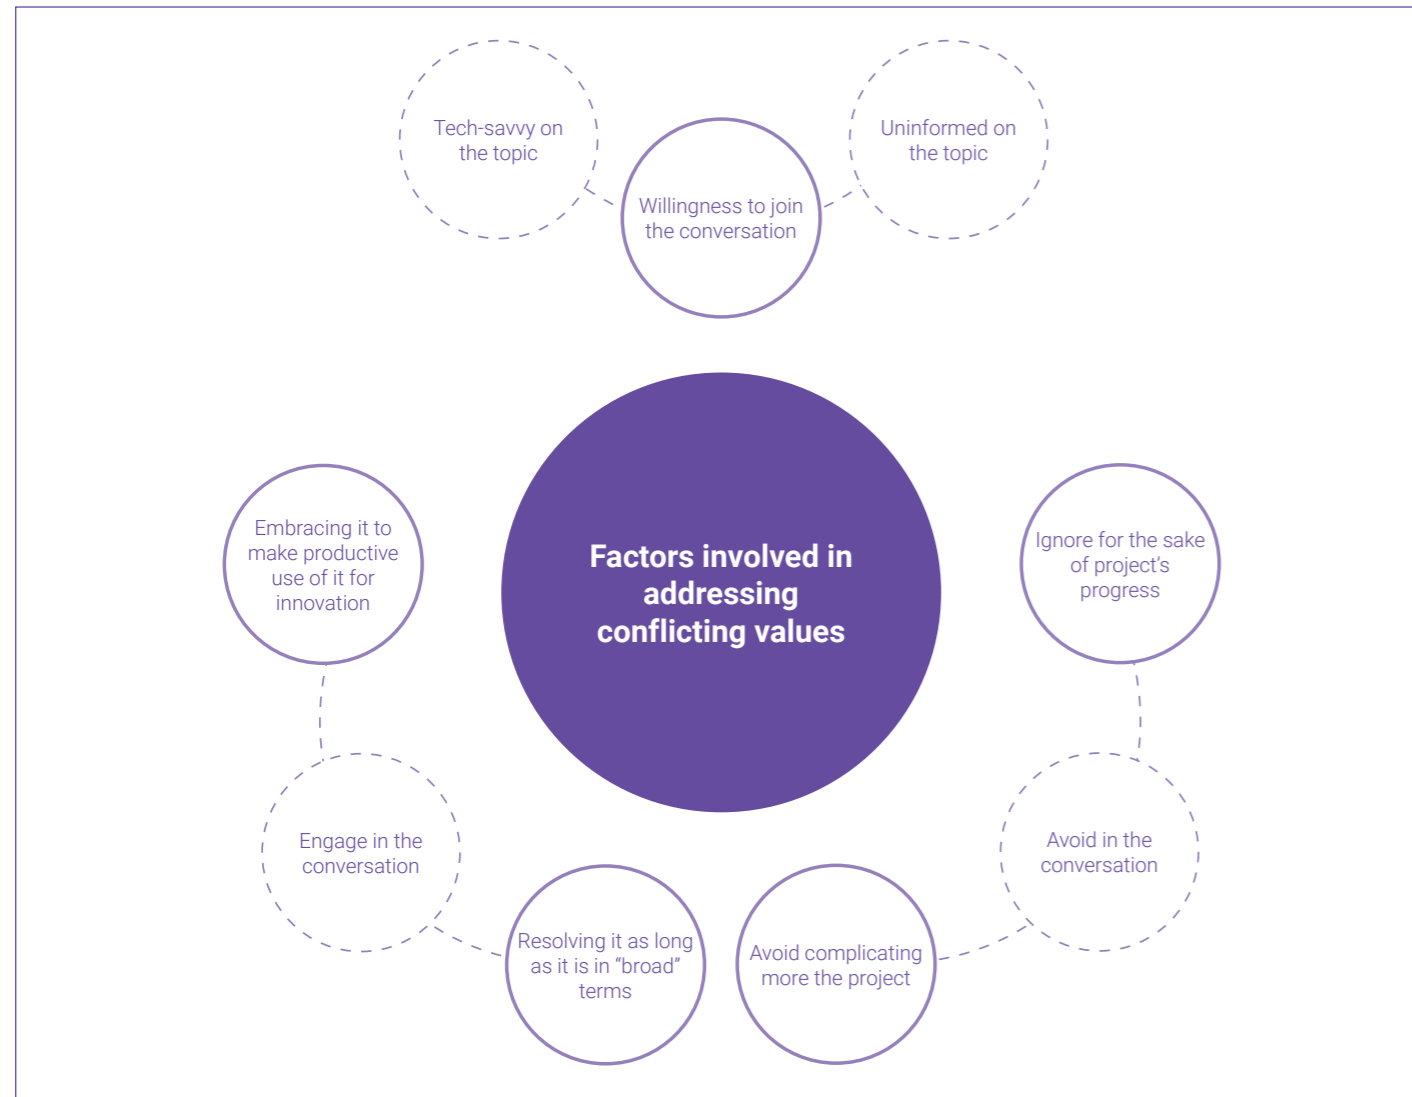 Tech-savvy on
the topic
Willingness to join
the conversation
Uninformed on
the topic
Factors involved in
addressing
conflicting values
Embracing it to
make productive
use of it for
innovation
Ignore for the sake
of project’s
progress
Engage in the
conversation
Avoid in the
conversation
Resolving it as long
as it is in “broad”
terms
Avoid complicating
more the project